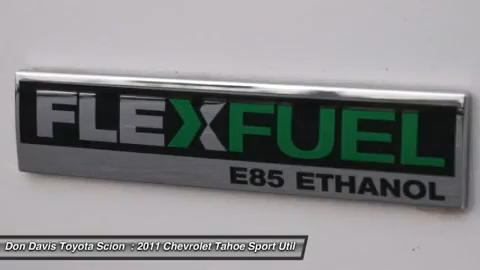 FLEXFUEL
E85 ETHANOL
Don Davis Toyota Scion : 2011 Chevrolet Tahoe Sport Util